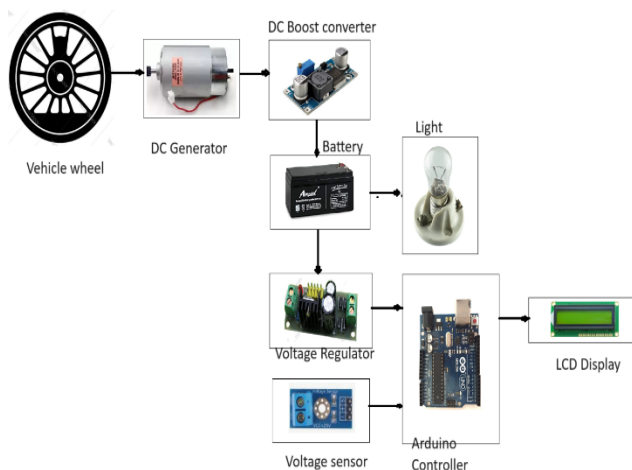 DC Boost converter
Vehicle wheel
DC Generator
Battery
Light
Voltage Regulator
LCD Display
Voltage sensor
Arduino
Controller